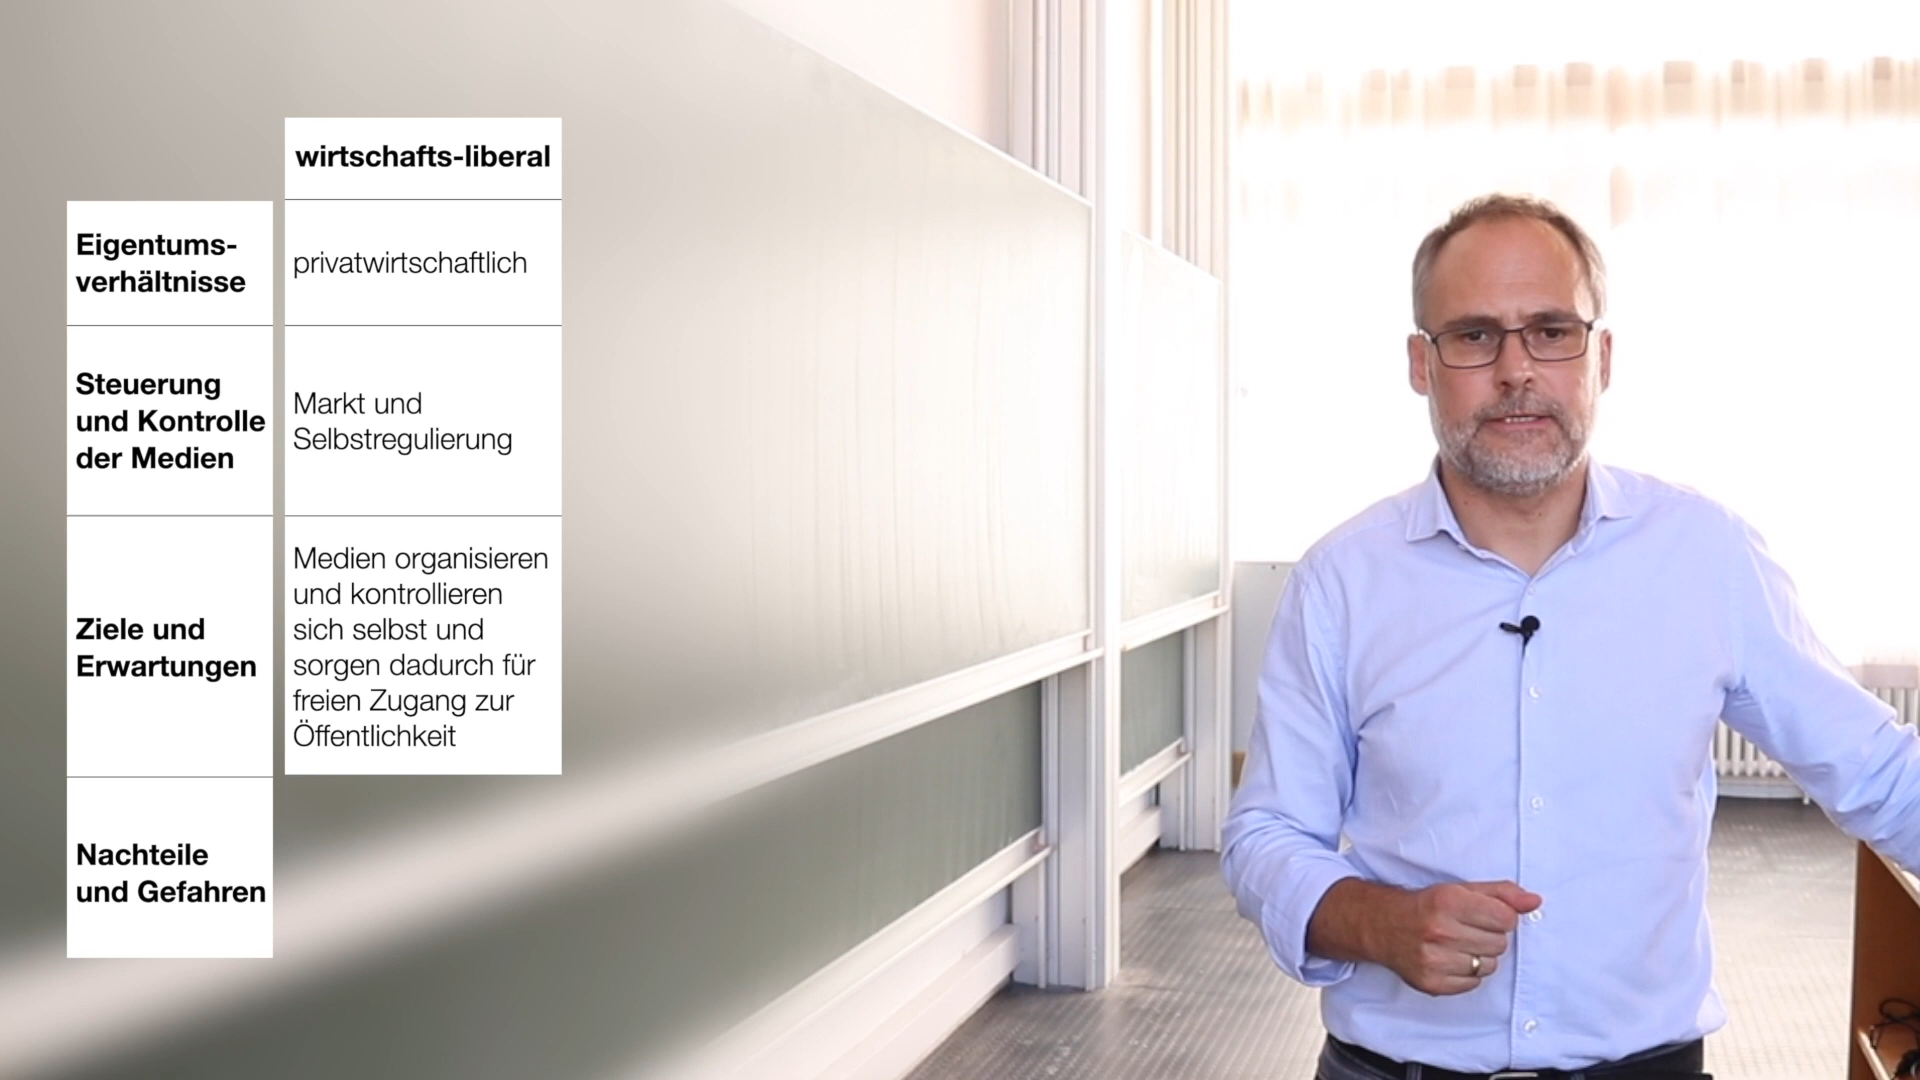 wirtschafts-liberal
Eigentums-
verhältnisse
privatwirtschaftlich
Steuerung
und Kontrolle
der Medien
Markt und
Selbstregulierung
Ziele und
Erwartungen
Medien organisieren
und kontrollieren
sich selbst und
sorgen dadurch für
freien Zugang zur
Öffentlichkeit
Nachteile
und Gefahren